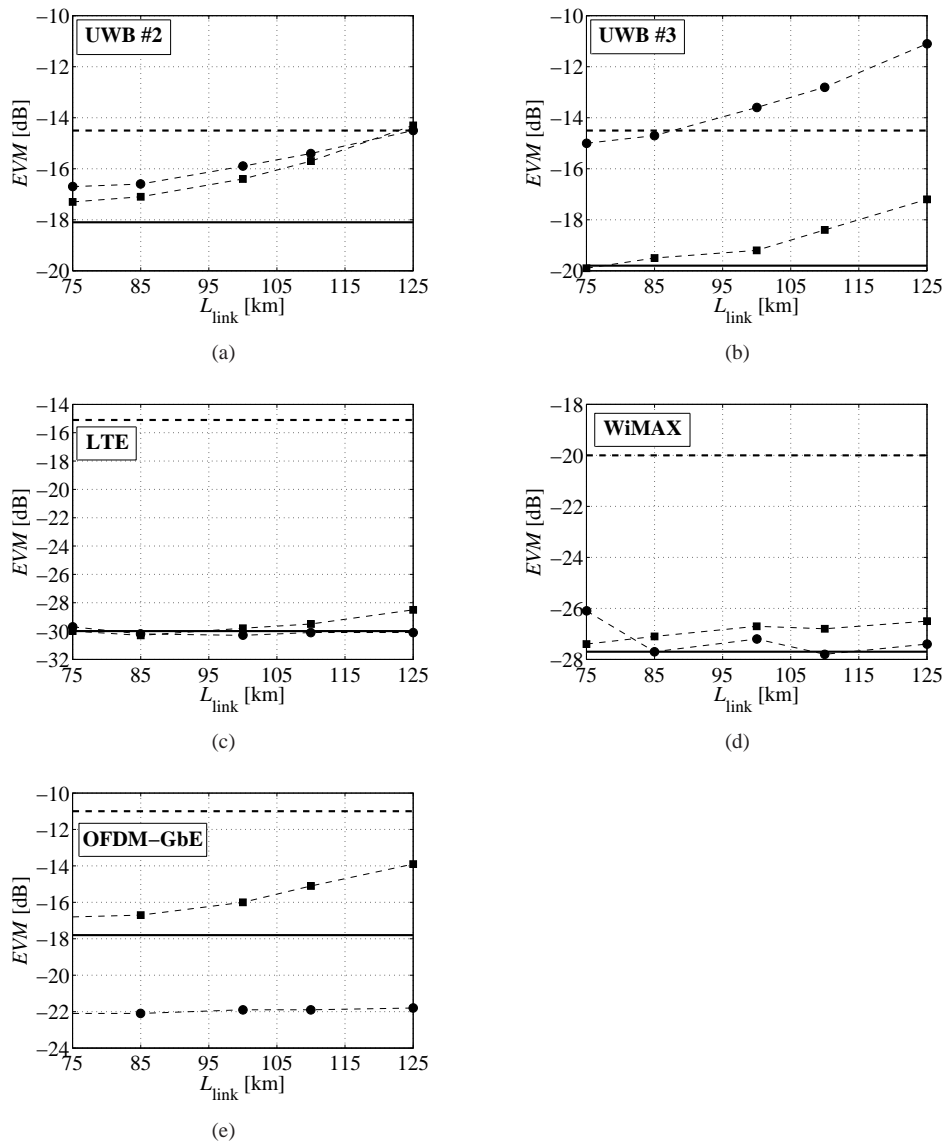 −10
−12
−14
−16
−18
−20
EVM [dB]
UWB #2
75 85 95 105 115 125
L_link [km]
(a)
−10
−12
−14
−16
−18
−20
EVM [dB]
UWB #3
75 85 95 105 115 125
L_link [km]
(b)
−14
−16
−18
−20
−22
−24
−26
−28
−30
−32
EVM [dB]
LTE
75 85 95 105 115 125
L_link [km]
(c)
−18
−20
−22
−24
−26
−28
EVM [dB]
WiMAX
75 85 95 105 115 125
L_link [km]
(d)
−10
−12
−14
−16
−18
−20
−22
−24
EVM [dB]
OFDM−GbE
75 85 95 105 115 125
L_link [km]
(e)